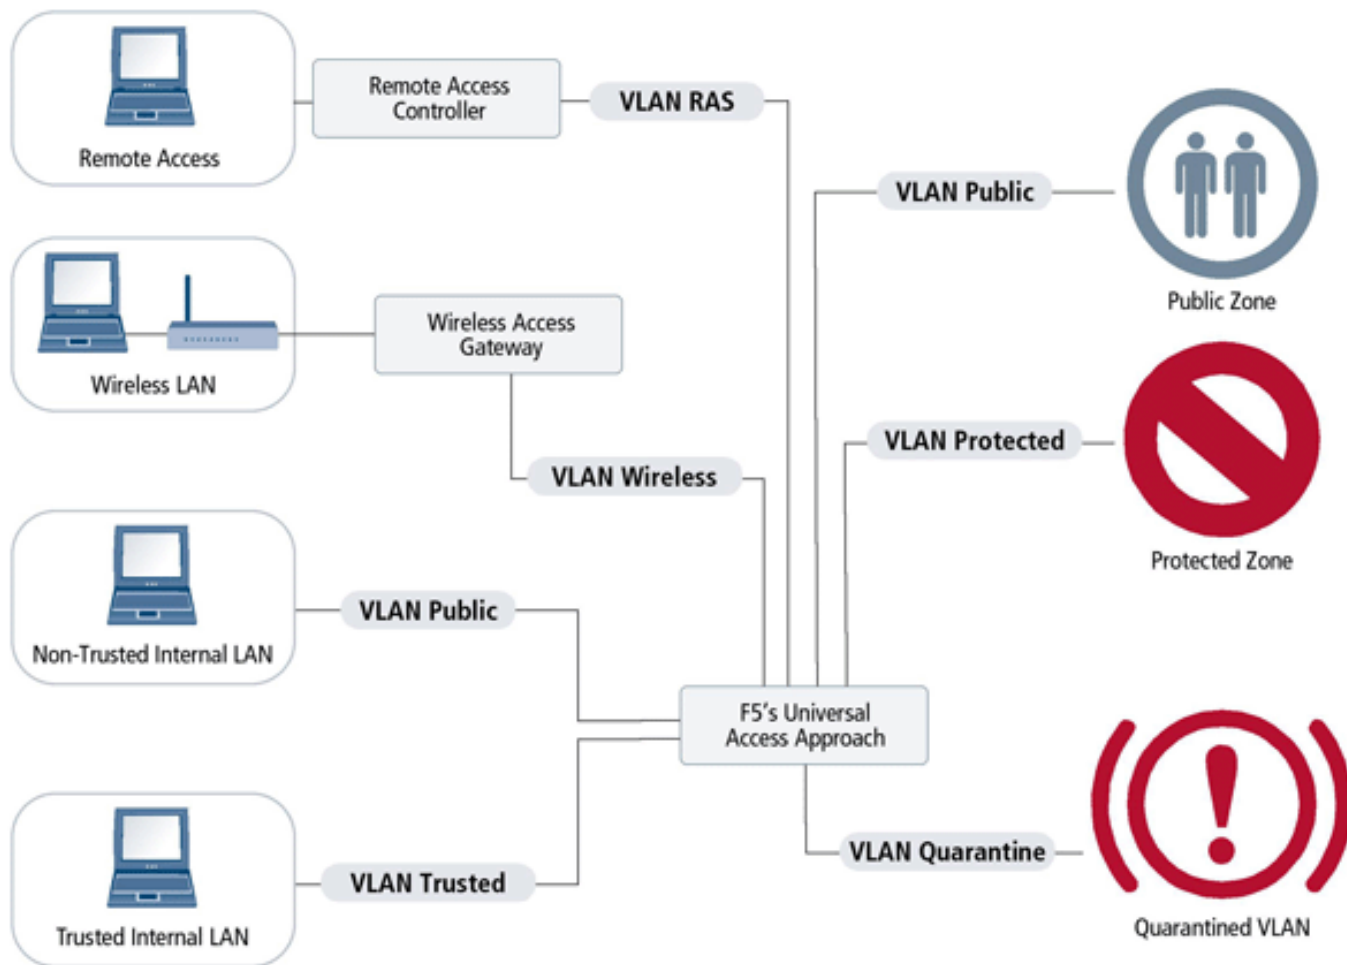 Remote Access
Remote Access
Controller
VLAN RAS
VLAN Public
Public Zone
Wireless LAN
Wireless Access
Gateway
VLAN Wireless
VLAN Protected
Protected Zone
Non-Trusted Internal LAN
VLAN Public
F5's Universal
Access Approach
Trusted Internal LAN
VLAN Trusted
VLAN Quarantine
Quarantined VLAN